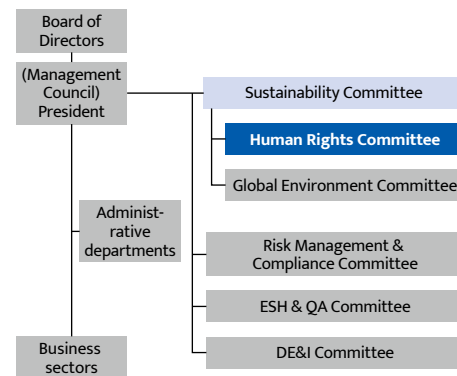 Board of
Directors
(Management
Council)
President
Sustainability Committee
Human Rights Committee
Global Environment Committee
Administ-
rative
departments
Risk Management &
Compliance Committee
ESH & QA Committee
DE&I Committee
Business
sectors